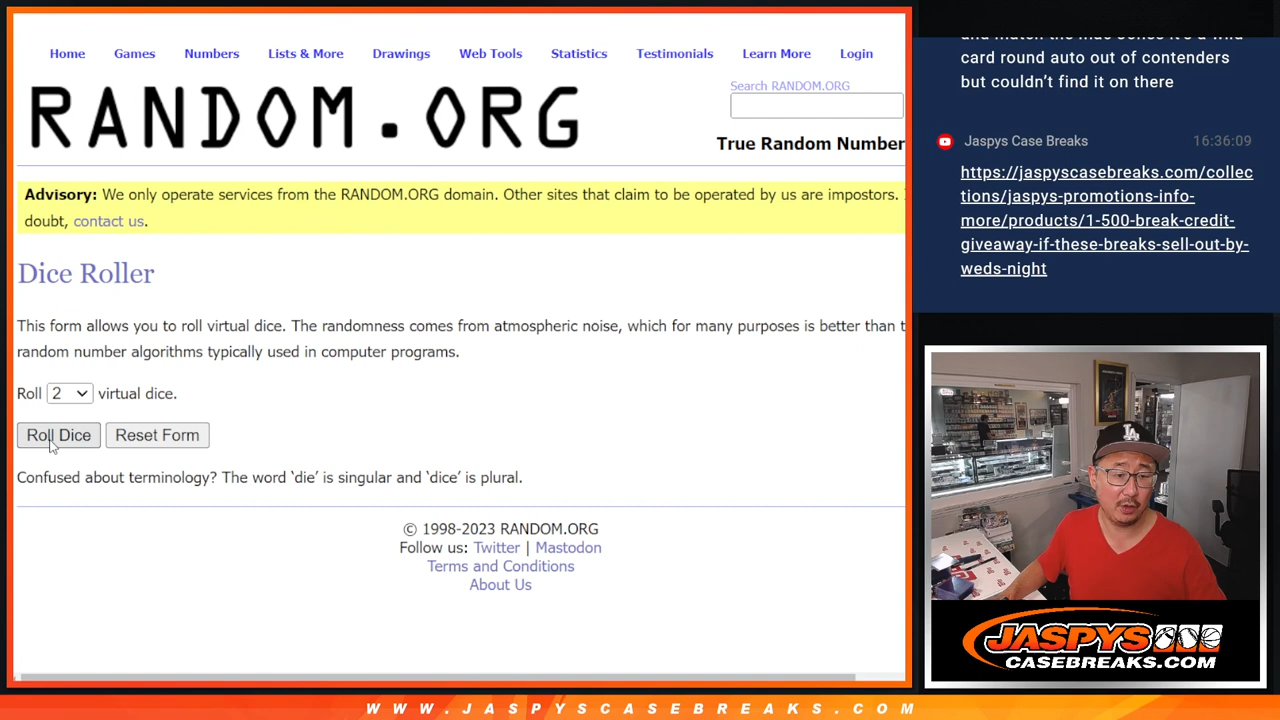 Home Games Numbers Lists & More Drawings Web Tools Statistics Testimonials Learn More Login
RANDOM.ORG
Search RANDOM.ORG
True Random Number
Advisory: We only operate services from the RANDOM.ORG domain. Other sites that claim to be operated by us are impostors.
doubt, contact us.
Dice Roller
This form allows you to roll virtual dice. The randomness comes from atmospheric noise, which for many purposes is better than
random number algorithms typically used in computer programs.
Roll 2 virtual dice.
Roll Dice Reset Form
Confused about terminology? The word ‘die’ is singular and ‘dice’ is plural.
© 1998-2023 RANDOM.ORG
Follow us: Twitter | Mastodon
Terms and Conditions
About Us
card round auto out of contenders
but couldn’t find it on there
Jaspys Case Breaks 16:36:09
https://jaspyscasebreaks.com/collec
tions/jaspys-promotions-info-
more/products/1-500-break-credit-
giveaway-if-these-breaks-sell-out-by-
weds-night
LA
JASPYS
CASEBREAKS.COM
WWW.JASPYSCASEBREAKS.COM